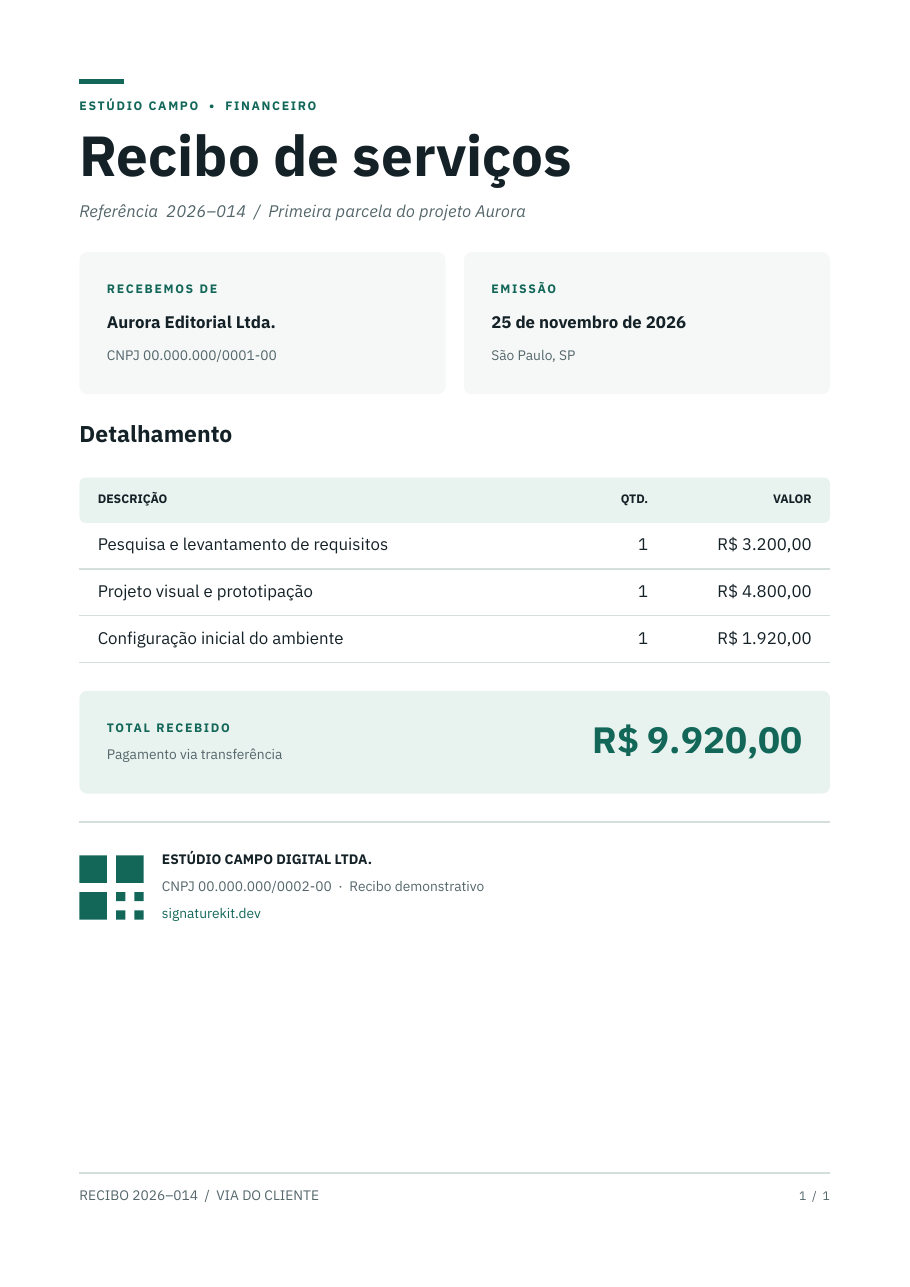 ESTÚDIO CAMPO • FINANCEIRO
Recibo de serviços
Referência 2026–014 / Primeira parcela do projeto Aurora
RECEBEMOS DE
Aurora Editorial Ltda.
CNPJ 00.000.000/0001-00
EMISSÃO
25 de novembro de 2026
São Paulo, SP
Detalhamento
DESCRIÇÃO QTD. VALOR
Pesquisa e levantamento de requisitos 1 R$ 3.200,00
Projeto visual e prototipação 1 R$ 4.800,00
Configuração inicial do ambiente 1 R$ 1.920,00
TOTAL RECEBIDO
Pagamento via transferência
R$ 9.920,00
ESTÚDIO CAMPO DIGITAL LTDA.
CNPJ 00.000.000/0002-00 · Recibo demonstrativo
signaturekit.dev
RECIBO 2026–014 / VIA DO CLIENTE 1 / 1